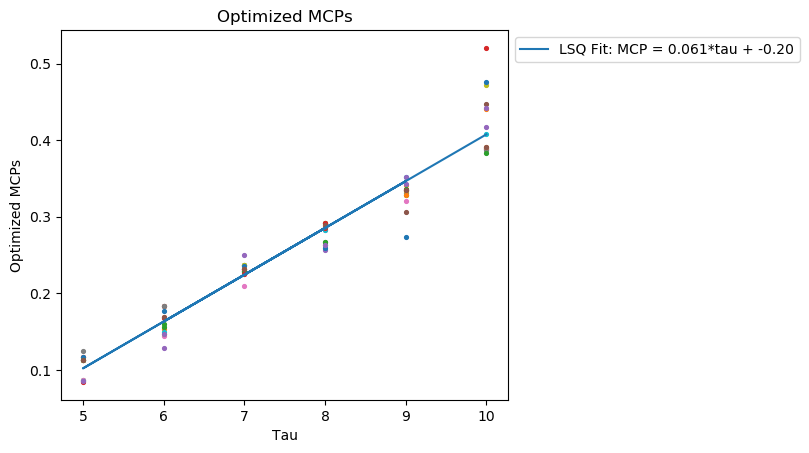 Optimized MCPs
LSQ Fit: MCP = 0.061*tau + -0.20
0.5
0.4
0.3
0.2
0.1
Optimized MCPs
5 6 7 8 9 10
Tau